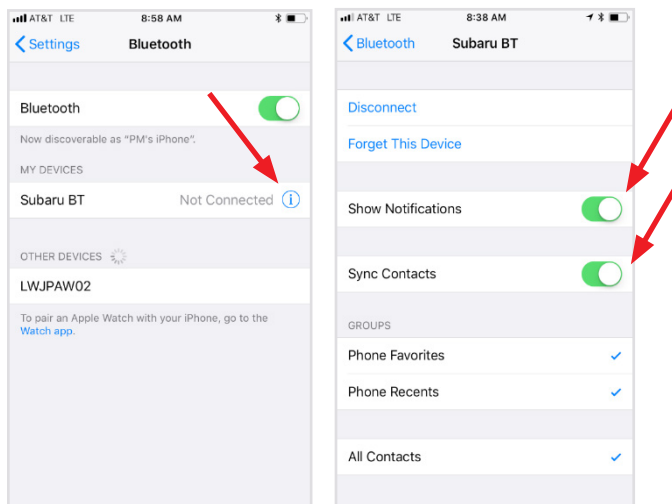 AT&T LTE 8:58 AM
Settings Bluetooth
Bluetooth
Now discoverable as “PM's iPhone”.
MY DEVICES
Subaru BT Not Connected
OTHER DEVICES
LWJPAW02
To pair an Apple Watch with your iPhone, go to the
Watch app.
AT&T LTE 8:38 AM
Bluetooth Subaru BT
Disconnect
Forget This Device
Show Notifications
Sync Contacts
GROUPS
Phone Favorites
Phone Recents
All Contacts